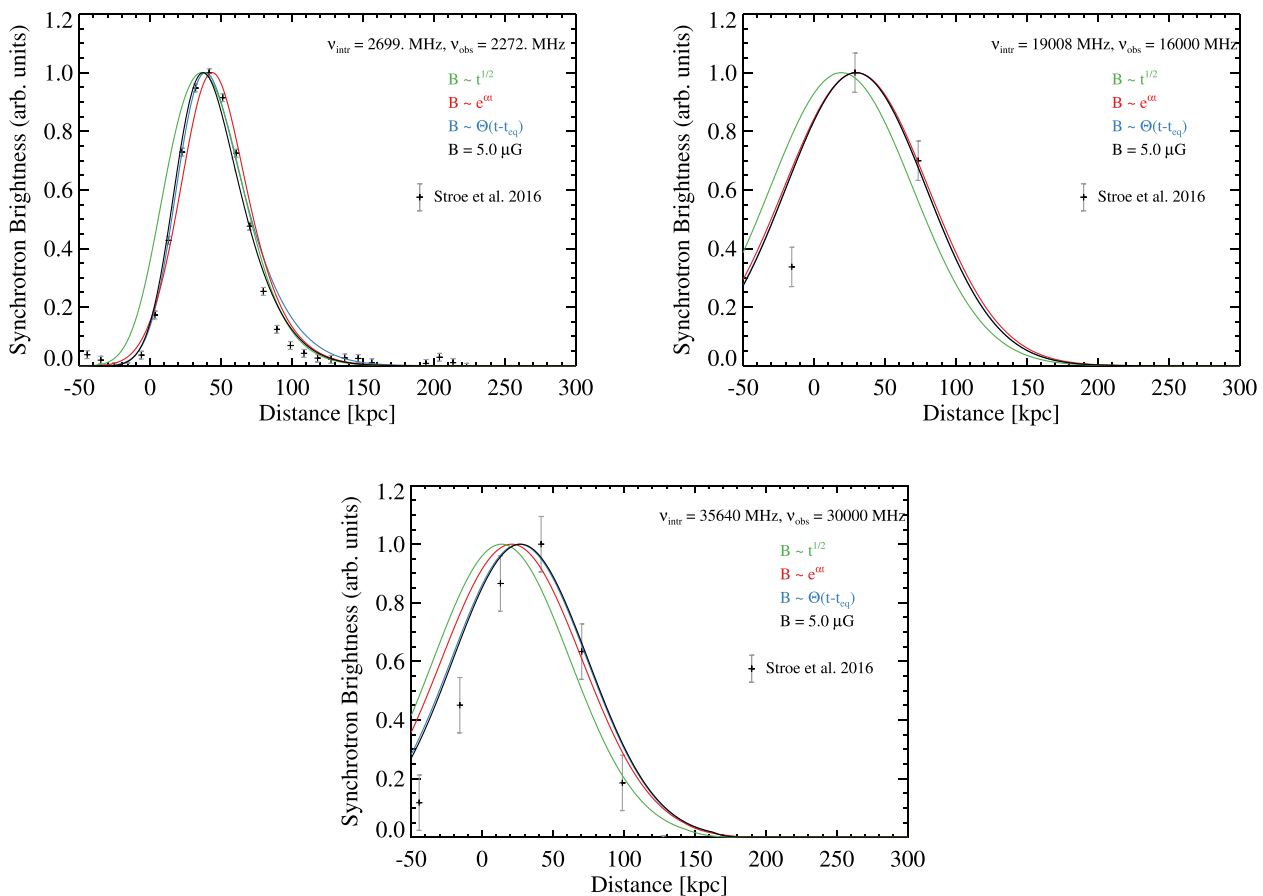 1.2
1.0
0.8
0.6
0.4
0.2
0.0
Synchrotron Brightness (arb. units)
ν_intr = 2699. MHz, ν_obs = 2272. MHz
B ~ t^1/2
B ~ e^αt
B ~ Θ(t-t_eq)
B = 5.0 μG
Stroe et al. 2016
-50 0 50 100 150 200 250 300
Distance [kpc]
1.2
1.0
0.8
0.6
0.4
0.2
0.0
Synchrotron Brightness (arb. units)
ν_intr = 19008 MHz, ν_obs = 16000 MHz
B ~ t^1/2
B ~ e^αt
B ~ Θ(t-t_eq)
B = 5.0 μG
Stroe et al. 2016
-50 0 50 100 150 200 250 300
Distance [kpc]
1.2
1.0
0.8
0.6
0.4
0.2
0.0
Synchrotron Brightness (arb. units)
ν_intr = 35640 MHz, ν_obs = 30000 MHz
B ~ t^1/2
B ~ e^αt
B ~ Θ(t-t_eq)
B = 5.0 μG
Stroe et al. 2016
-50 0 50 100 150 200 250 300
Distance [kpc]